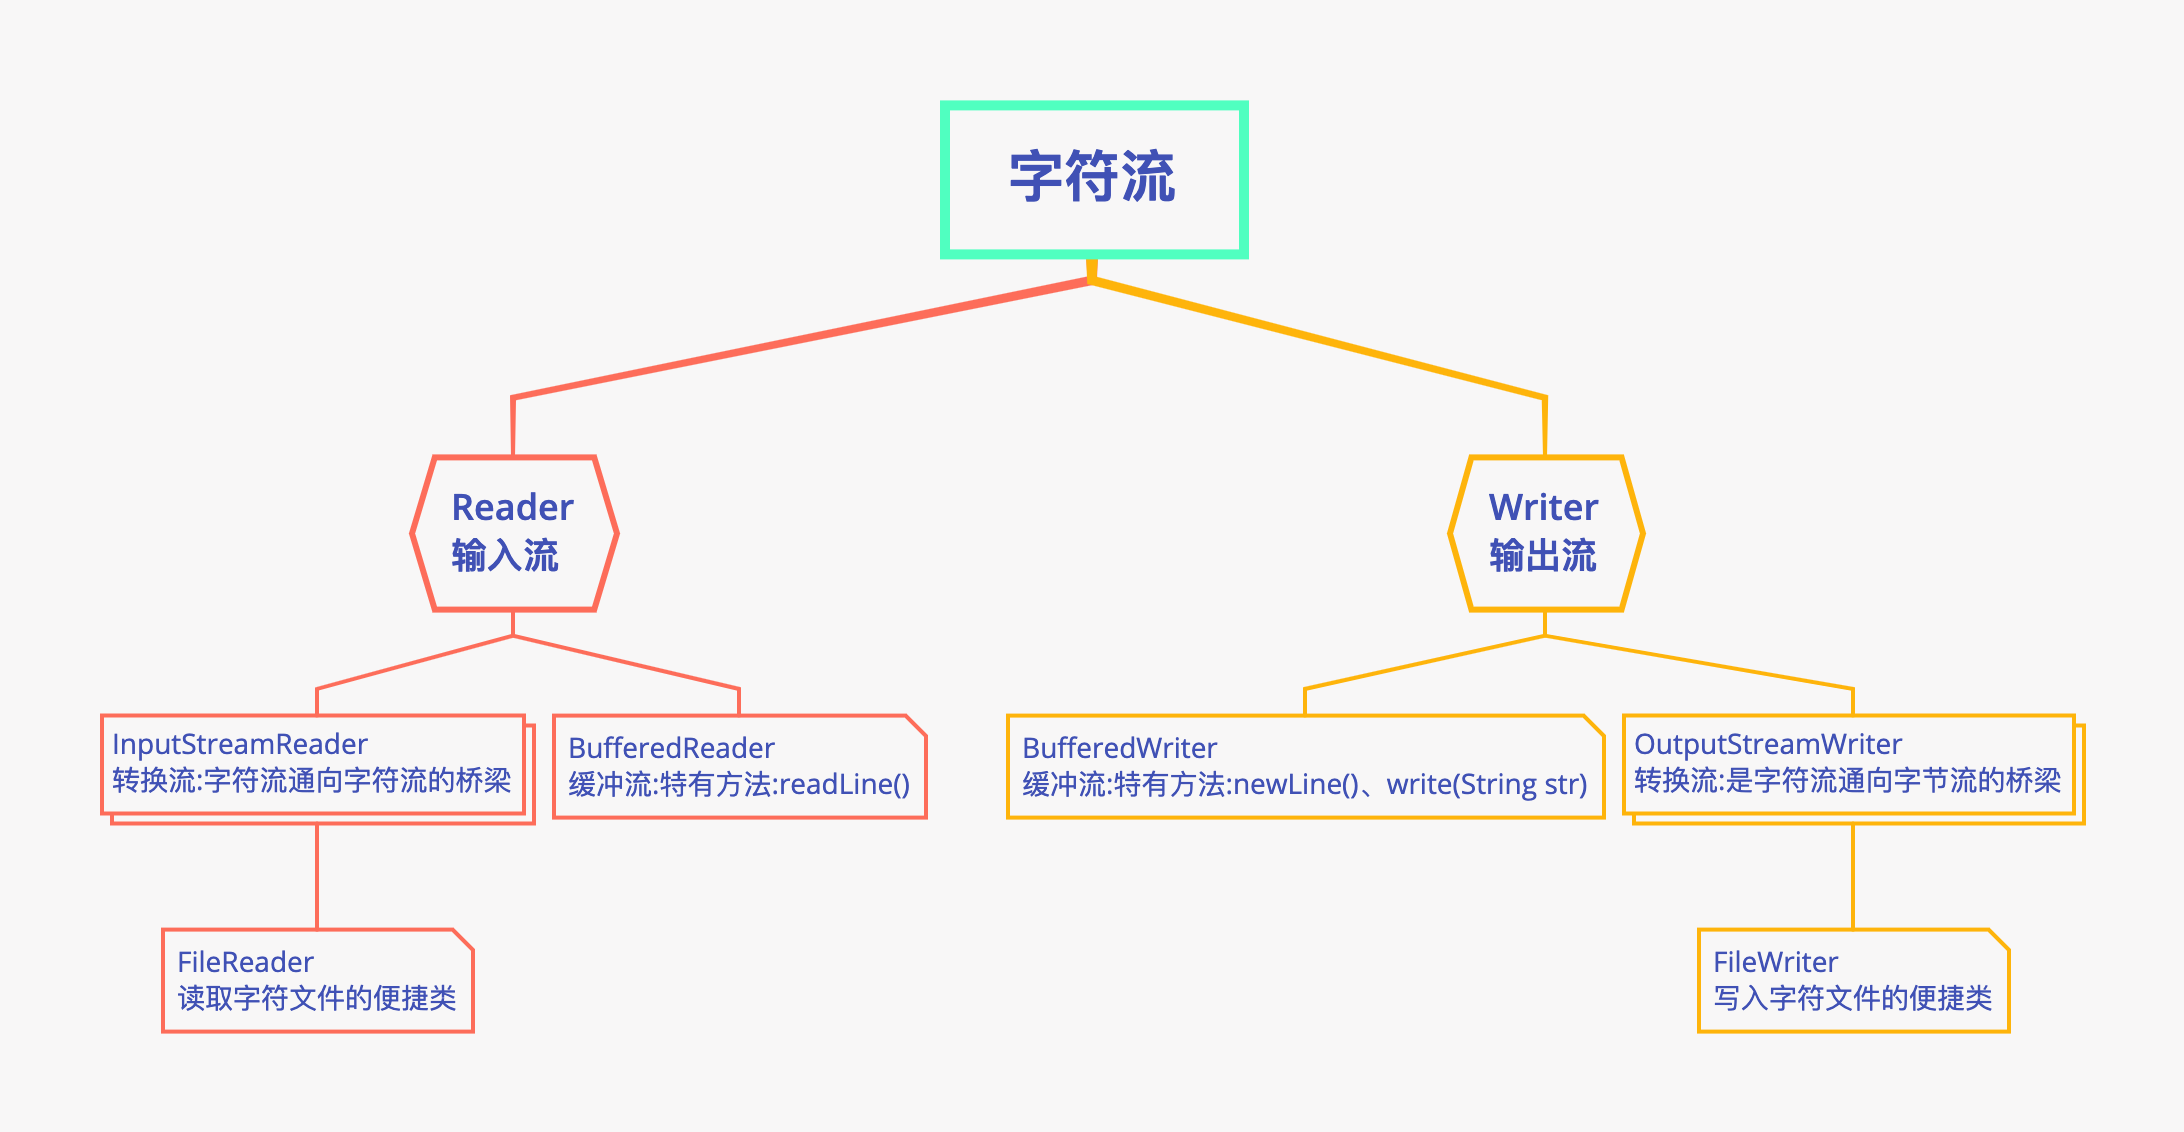 字符流
Reader
输入流
Writer
输出流
InputStreamReader
转换流:字符流通向字符流的桥梁
BufferedReader
缓冲流:特有方法:readLine()
BufferedWriter
缓冲流:特有方法:newLine()、write(String str)
OutputStreamWriter
转换流:是字符流通向字节流的桥梁
FileReader
读取字符文件的便捷类
FileWriter
写入字符文件的便捷类